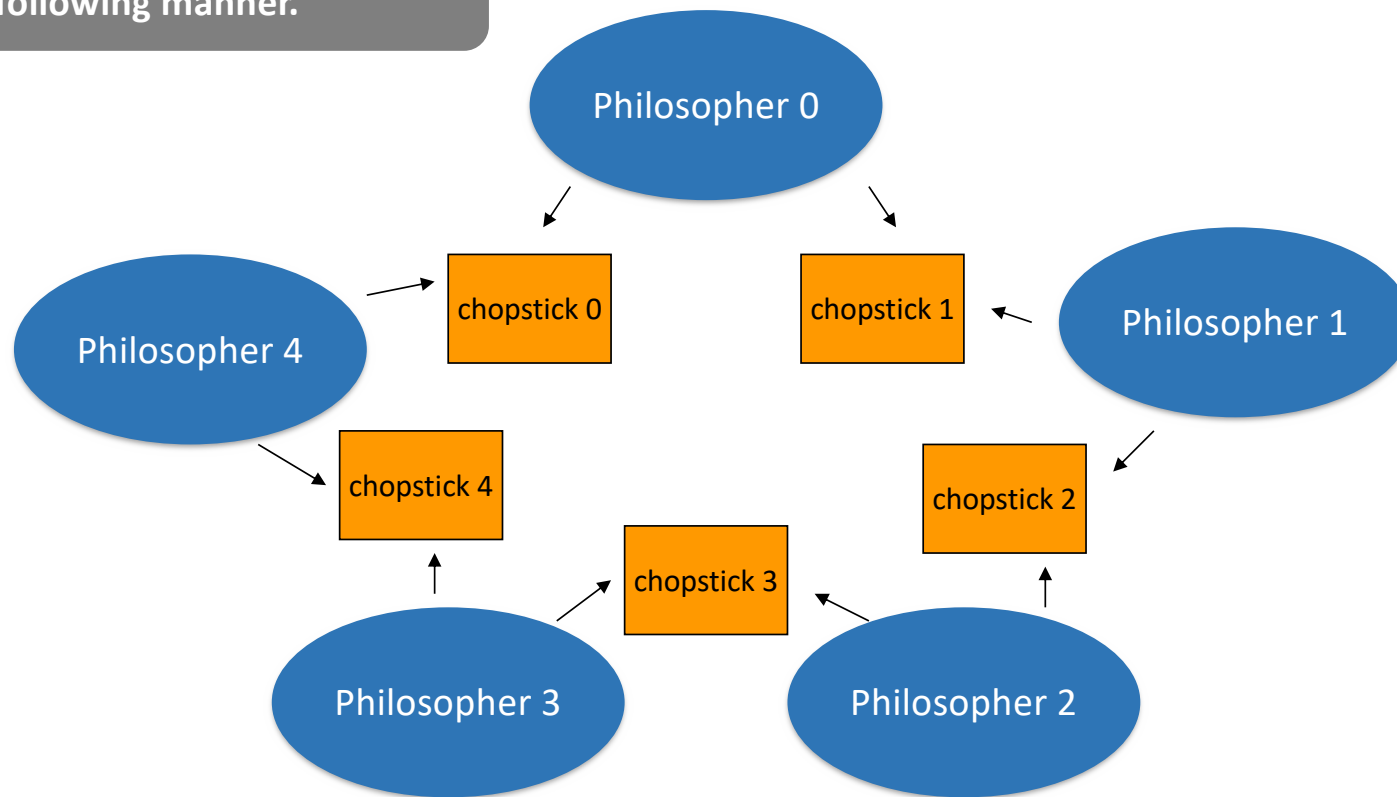 following manner.
Philosopher 0
chopstick 0
chopstick 1
Philosopher 4
Philosopher 1
chopstick 4
chopstick 2
chopstick 3
Philosopher 3
Philosopher 2